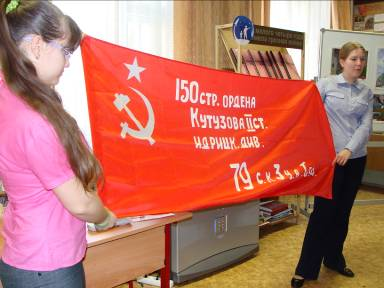 150 стр. ордена
Кутузова II ст.
идрицк. див.
79 с.к. 3 у.А. 1 Б.Ф.